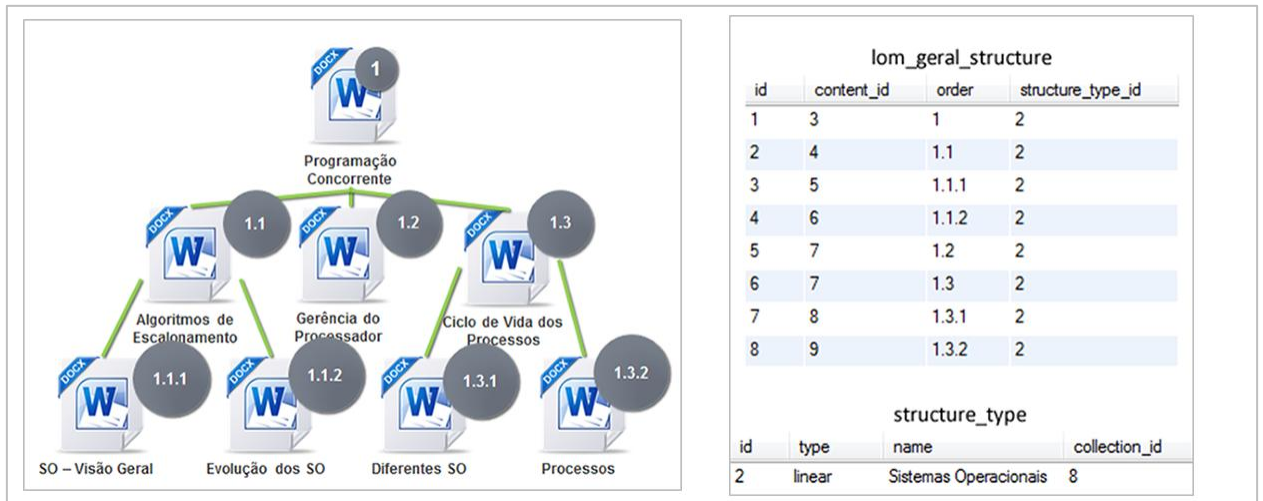 DOCX
1
Programação
Concorrente
DOCX
1.1
DOCX
1.2
DOCX
1.3
Algoritmos de
Escalonamento
Gerência do
Processador
Ciclo de Vida dos
Processos
DOCX
1.1.1
DOCX
1.1.2
DOCX
1.3.1
DOCX
1.3.2
SO – Visão Geral
Evolução dos SO
Diferentes SO
Processos
lom_geral_structure
id content_id order structure_type_id
1 3 1 2
2 4 1.1 2
3 5 1.1.1 2
4 6 1.1.2 2
5 7 1.2 2
6 7 1.3 2
7 8 1.3.1 2
8 9 1.3.2 2
structure_type
id type name collection_id
2 linear Sistemas Operacionais 8